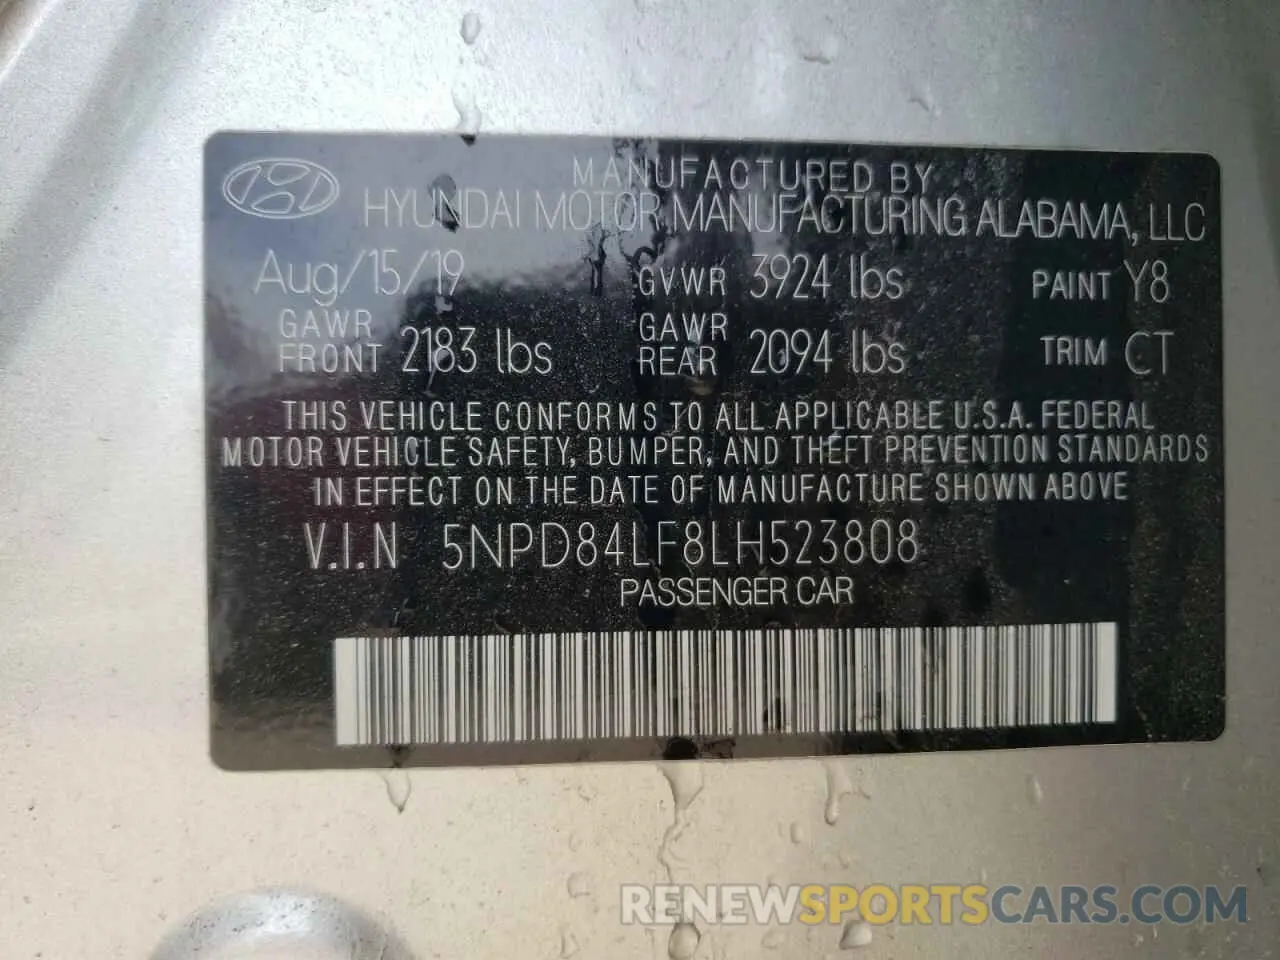 MANUFACTURED BY
HYUNDAI MOTOR MANUFACTURING ALABAMA, LLC
Aug/15/19 GVWR 3924 lbs PAINT Y8
GAWR FRONT 2183 lbs GAWR REAR 2094 lbs TRIM CT
THIS VEHICLE CONFORMS TO ALL APPLICABLE U.S.A. FEDERAL
MOTOR VEHICLE SAFETY, BUMPER, AND THEFT PREVENTION STANDARDS
IN EFFECT ON THE DATE OF MANUFACTURE SHOWN ABOVE
V.I.N 5NPD84LF8LH523808
PASSENGER CAR
RENEWSPORTSCARS.COM